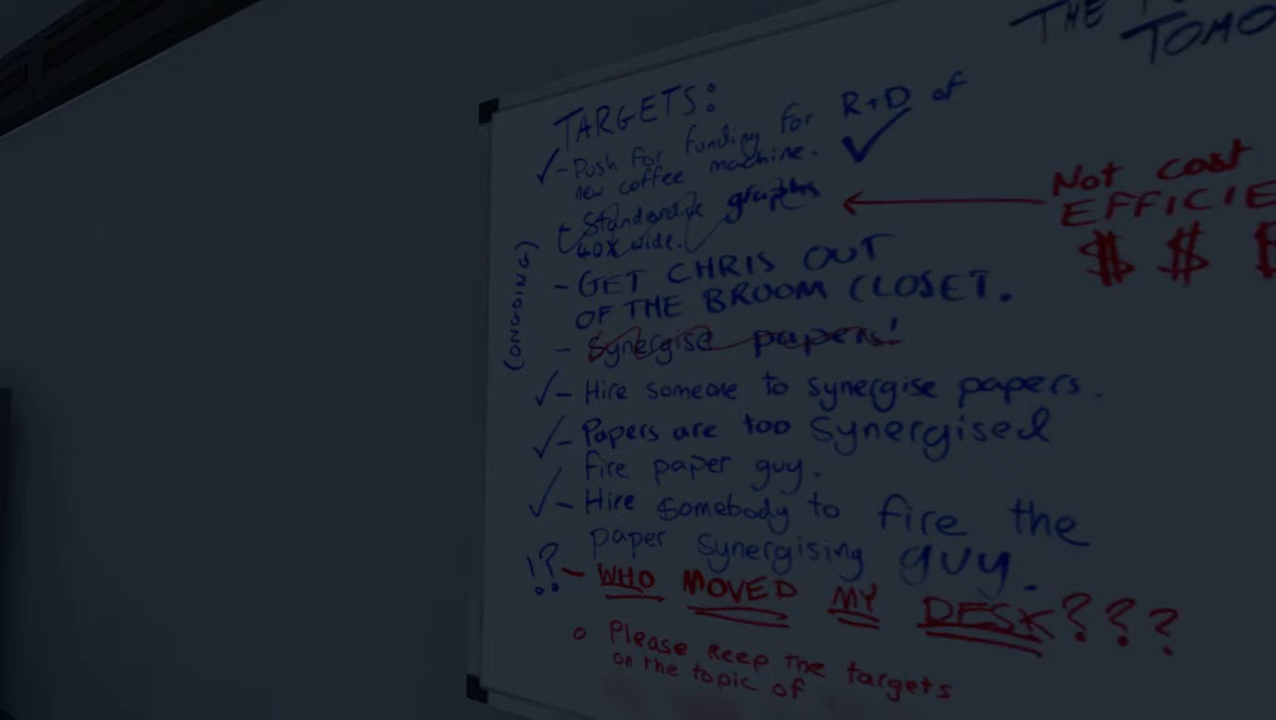 THE
TOMO
TARGETS:
✓ - Push for funding for R+D of
new coffee machine. ✓
Standardise graphs
40% wide.
Not cost
EFFICIE
$ $
(ONGOING)
- GET CHRIS OUT
OF THE BROOM CLOSET.
- Synergise papers!
✓ - Hire someone to synergise papers.
✓ - Papers are too Synergised
fire paper guy.
✓ - Hire somebody to fire the
paper synergising guy.
!? - WHO MOVED MY DESK???
o Please keep the targets
on the topic of